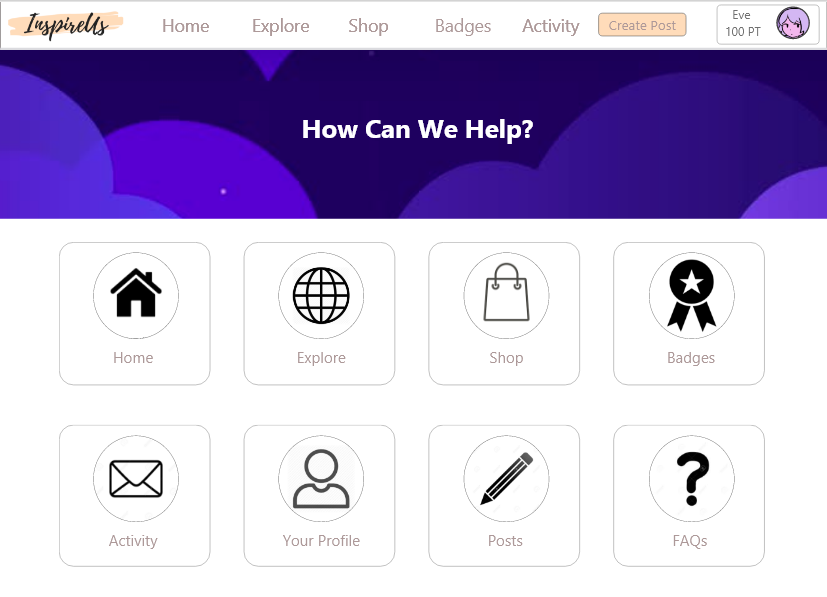 InspireUs Home Explore Shop Badges Activity Create Post Eve
100 PT
How Can We Help?
Home Explore Shop Badges
Activity Your Profile Posts FAQs